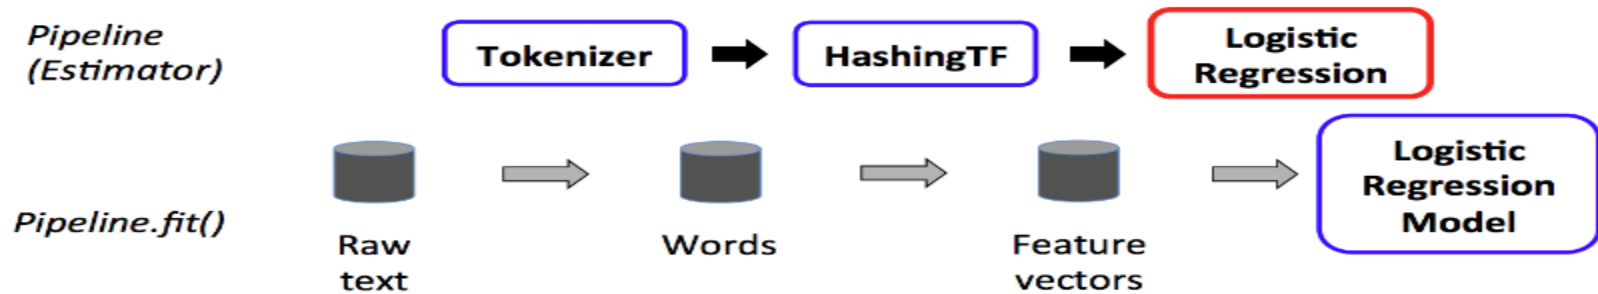 Pipeline
(Estimator)
Tokenizer
HashingTF
Logistic
Regression
Pipeline.fit()
Raw
text
Words
Feature
vectors
Logistic
Regression
Model